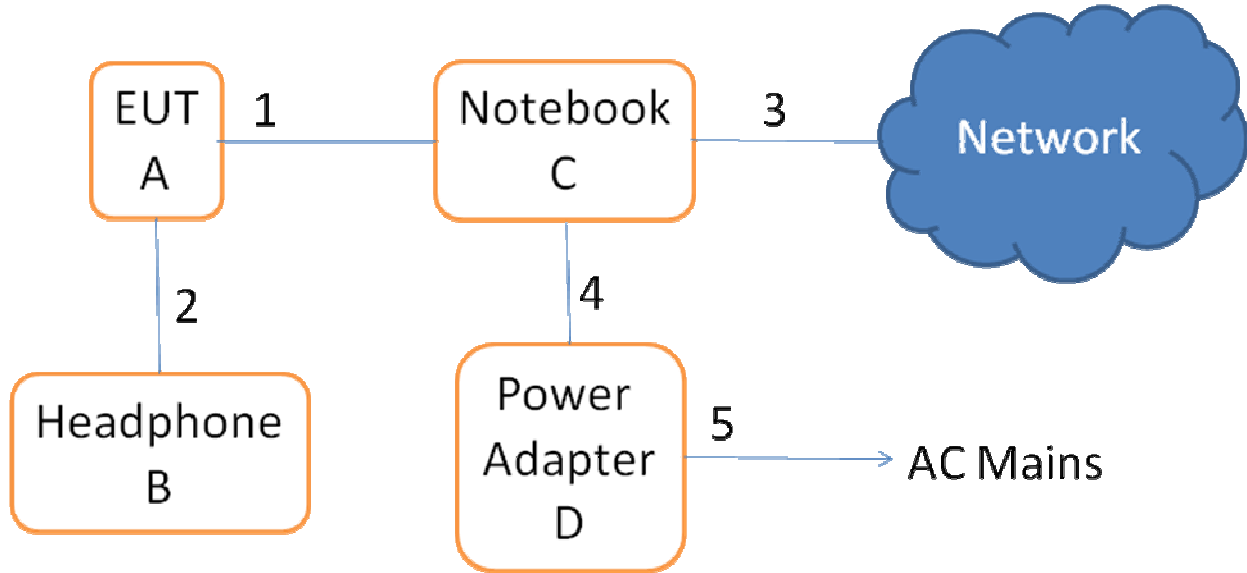 EUT
A
1
Notebook
C
3
Network
2
4
Headphone
B
Power
Adapter
D
5
AC Mains